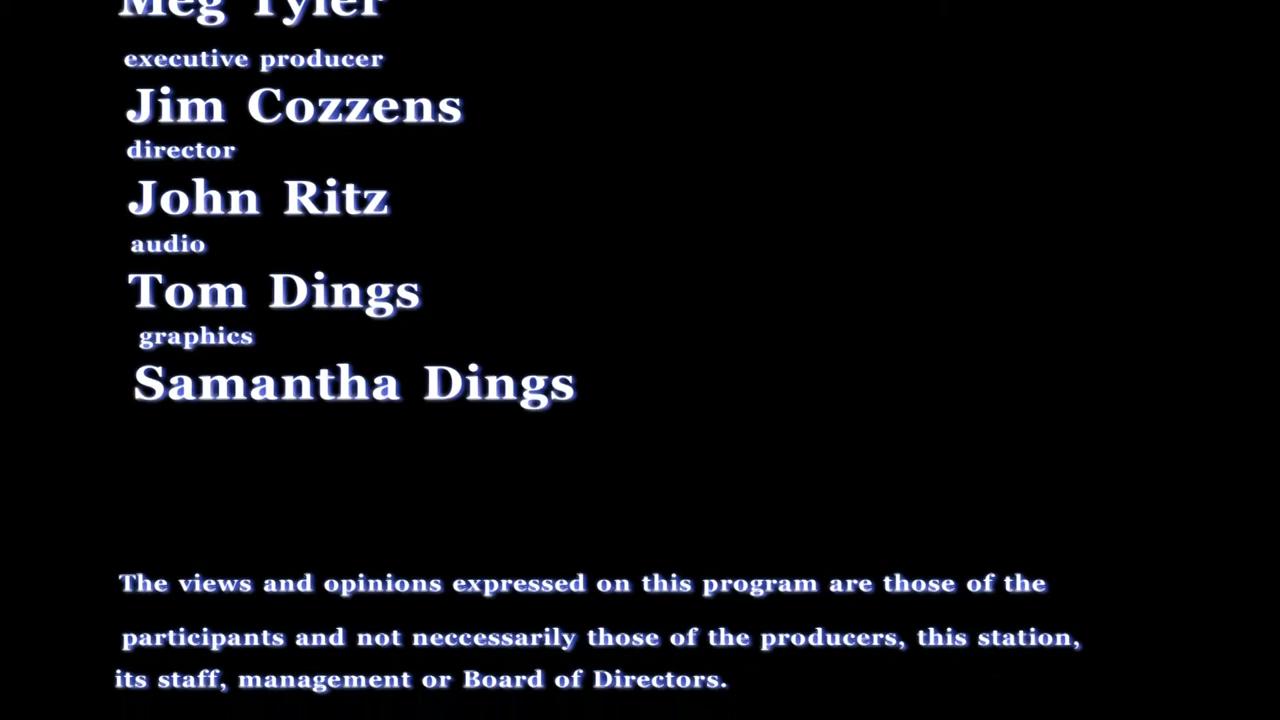 Meg Tyler
executive producer
Jim Cozzens
director
John Ritz
audio
Tom Dings
graphics
Samantha Dings
The views and opinions expressed on this program are those of the
participants and not neccessarily those of the producers, this station,
its staff, management or Board of Directors.